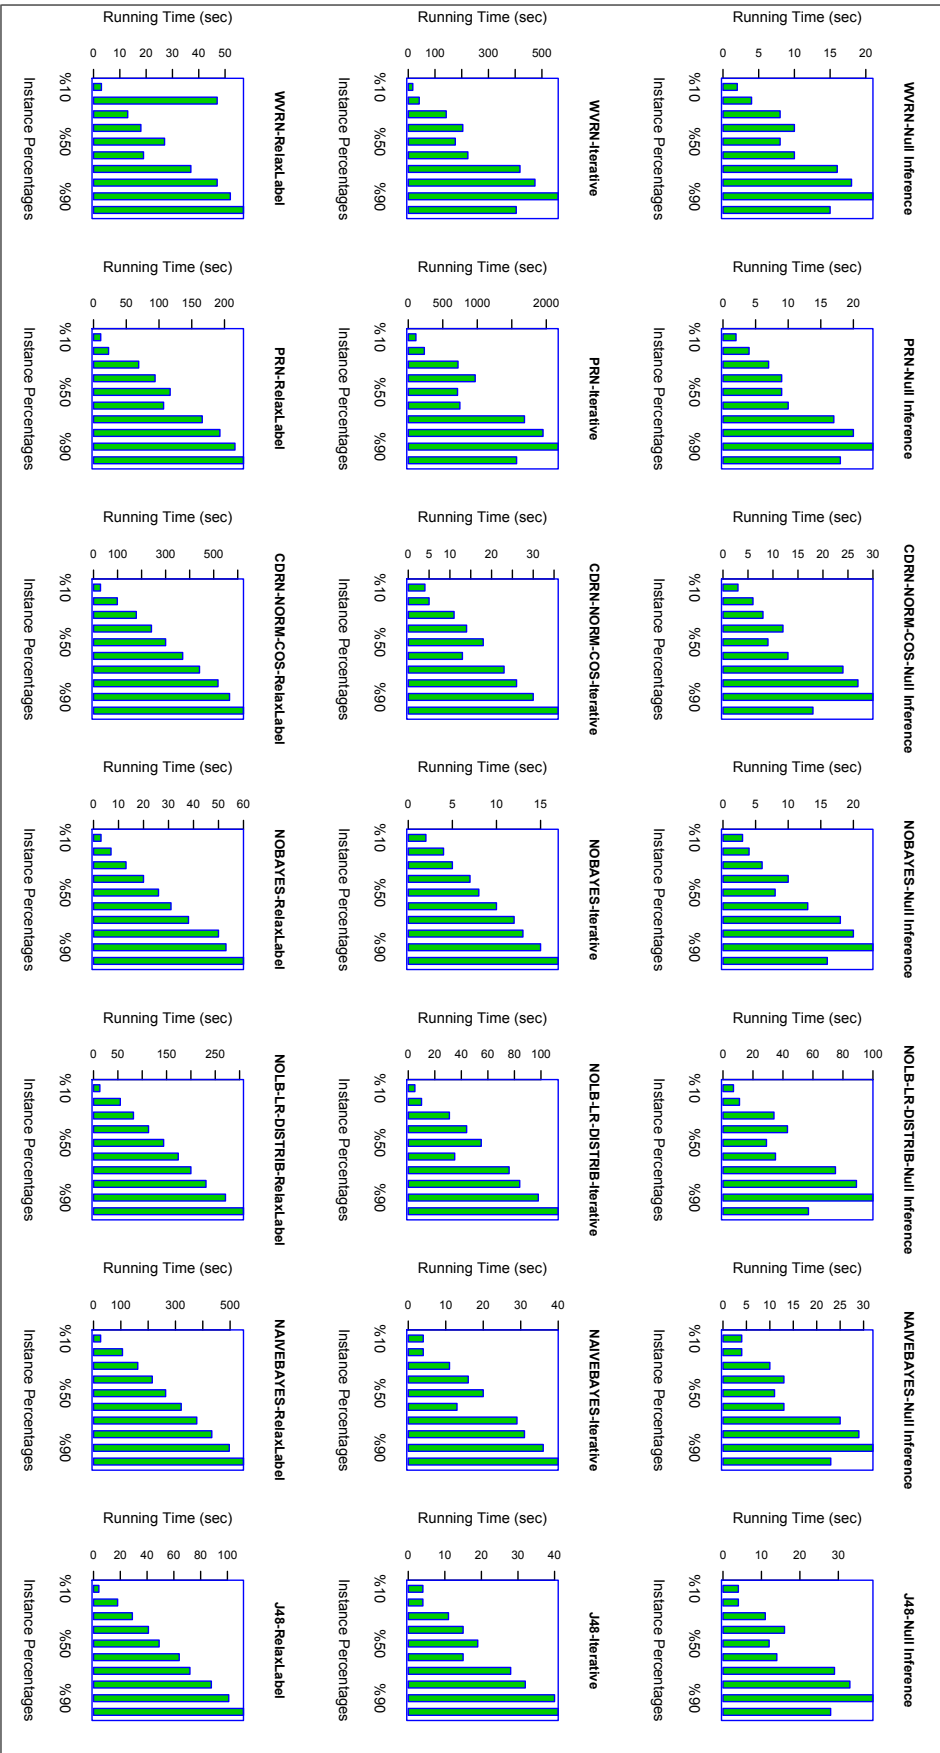 WVRN-Null Inference
Running Time (sec)
0 5 10 15 20
%10 %50 %90
Instance Percentages
PRN-Null Inference
Running Time (sec)
0 5 10 15 20
%10 %50 %90
Instance Percentages
CDRN-NORM-COS-Null Inference
Running Time (sec)
0 5 10 15 20 25 30
%10 %50 %90
Instance Percentages
NOBAYES-Null Inference
Running Time (sec)
0 5 10 15 20
%10 %50 %90
Instance Percentages
NOLB-LR-DISTRIB-Null Inference
Running Time (sec)
0 20 40 60 80 100
%10 %50 %90
Instance Percentages
NAIVEBAYES-Null Inference
Running Time (sec)
0 5 10 15 20 25 30
%10 %50 %90
Instance Percentages
J48-Null Inference
Running Time (sec)
0 10 20 30
%10 %50 %90
Instance Percentages
WVRN-Iterative
Running Time (sec)
0 100 300 500
%10 %50 %90
Instance Percentages
PRN-Iterative
Running Time (sec)
0 500 1000 2000
%10 %50 %90
Instance Percentages
CDRN-NORM-COS-Iterative
Running Time (sec)
0 5 10 20 30
%10 %50 %90
Instance Percentages
NOBAYES-Iterative
Running Time (sec)
0 5 10 15
%10 %50 %90
Instance Percentages
NOLB-LR-DISTRIB-Iterative
Running Time (sec)
0 20 40 60 80 100
%10 %50 %90
Instance Percentages
NAIVEBAYES-Iterative
Running Time (sec)
0 10 20 30 40
%10 %50 %90
Instance Percentages
J48-Iterative
Running Time (sec)
0 10 20 30 40
%10 %50 %90
Instance Percentages
WVRN-RelaxLabel
Running Time (sec)
0 10 20 30 40 50
%10 %50 %90
Instance Percentages
PRN-RelaxLabel
Running Time (sec)
0 50 100 150 200
%10 %50 %90
Instance Percentages
CDRN-NORM-COS-RelaxLabel
Running Time (sec)
0 100 300 500
%10 %50 %90
Instance Percentages
NOBAYES-RelaxLabel
Running Time (sec)
0 10 20 30 40 50 60
%10 %50 %90
Instance Percentages
NOLB-LR-DISTRIB-RelaxLabel
Running Time (sec)
0 50 150 250
%10 %50 %90
Instance Percentages
NAIVEBAYES-RelaxLabel
Running Time (sec)
0 100 300 500
%10 %50 %90
Instance Percentages
J48-RelaxLabel
Running Time (sec)
0 20 40 60 80 100
%10 %50 %90
Instance Percentages